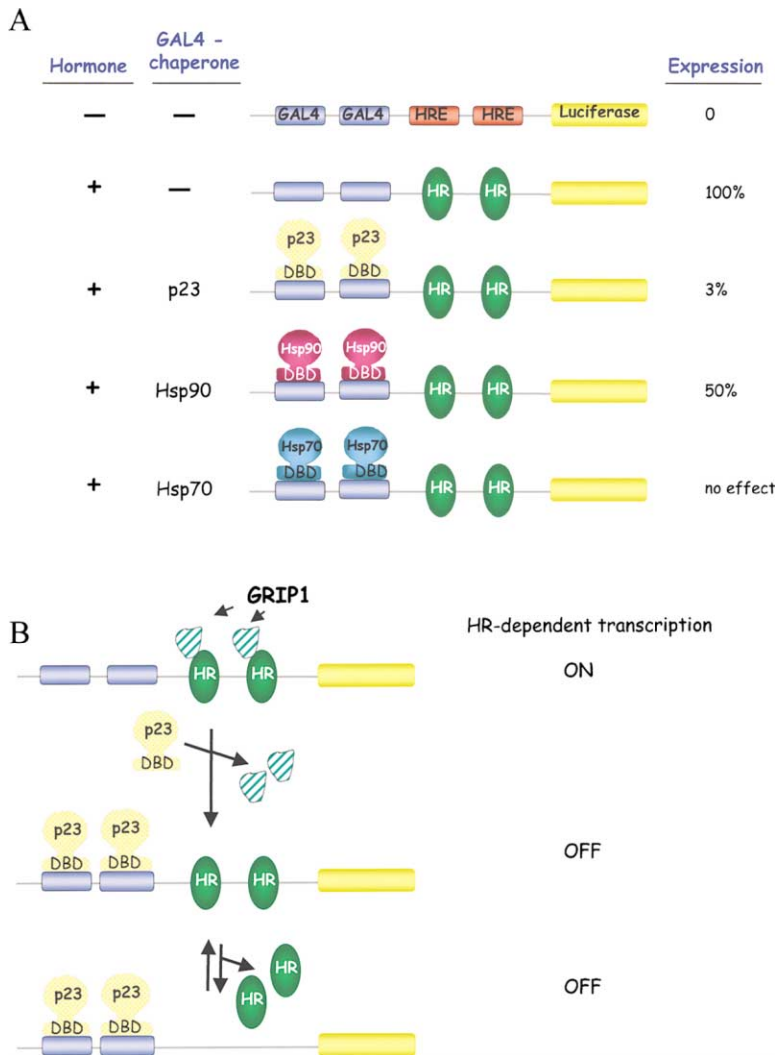 A
GAL4 -
Hormone chaperone Expression
— — GAL4 GAL4 HRE HRE Luciferase 0
+ — HR HR 100%
p23 p23
DBD DBD
+ p23 HR HR 3%
Hsp90 Hsp90
DBD DBD
+ Hsp90 HR HR 50%
Hsp70 Hsp70
DBD DBD
+ Hsp70 HR HR no effect
GRIP1
B HR-dependent transcription
HR HR ON
p23
DBD
p23 p23
DBD DBD
HR HR OFF
HR
HR
p23 p23 OFF
DBD DBD